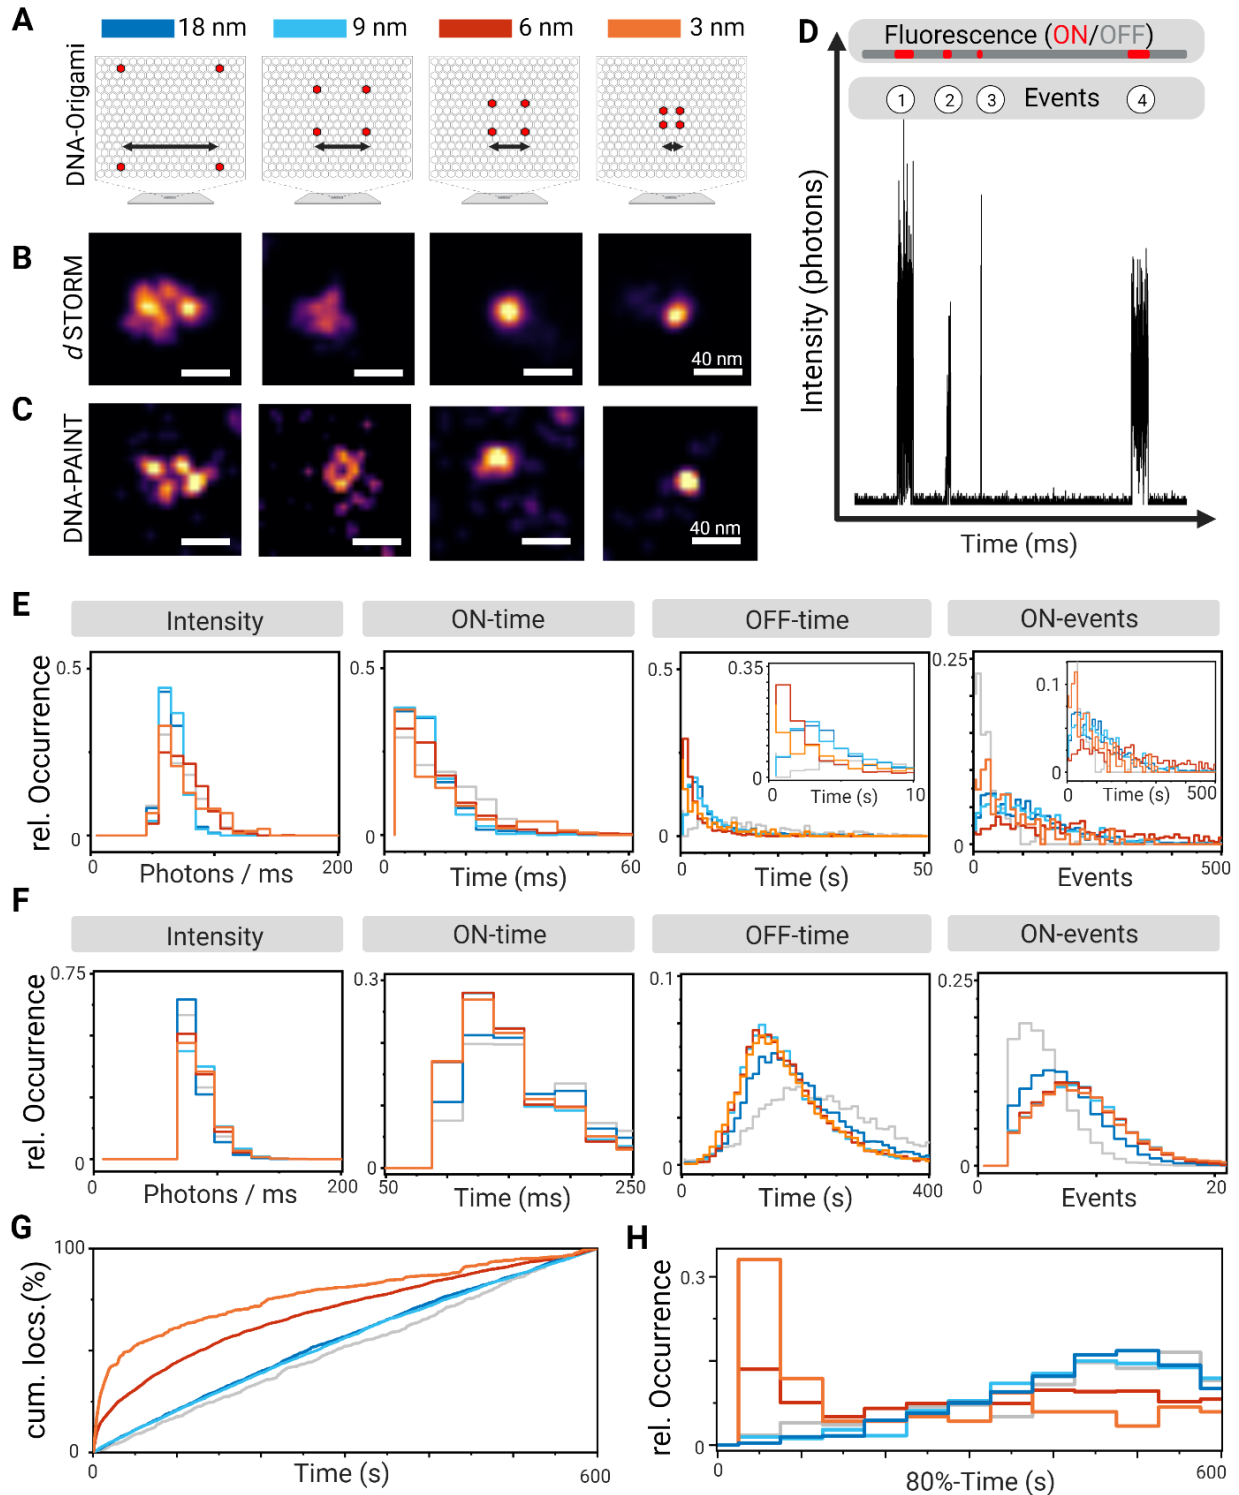 A
18 nm 9 nm 6 nm 3 nm
DNA-Origami
B
dSTORM
40 nm
C
DNA-PAINT
40 nm
D
Fluorescence (ON/OFF)
1 2 3 Events 4
Intensity (photons)
Time (ms)
E
Intensity ON-time OFF-time ON-events
rel. Occurrence
0.5
0
0 200
Photons / ms
0.5
0
0 60
Time (ms)
0.5
0
0 50
Time (s)
0.35
0
0 10
Time (s)
0.25
0
0 500
Events
0.1
0
0 500
Time (s)
F
Intensity ON-time OFF-time ON-events
rel. Occurrence
0.75
0
0 200
Photons / ms
0.3
0
50 250
Time (ms)
0.1
0
0 400
Time (s)
0.25
0
0 20
Events
G
cum. locs.(%)
100
0
0 600
Time (s)
H
rel. Occurrence
0.3
0
0 600
80%-Time (s)